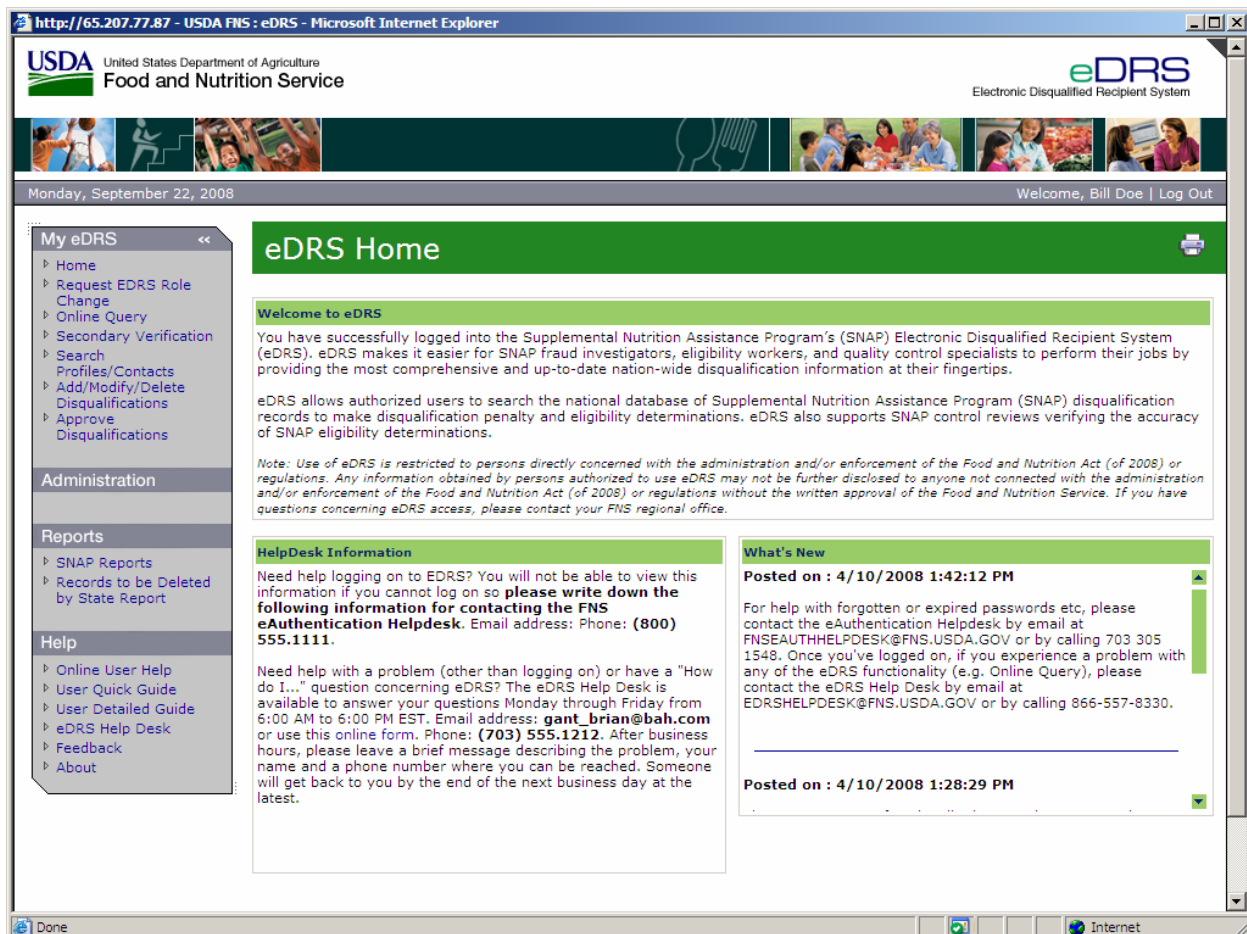 http://65.207.77.87 - USDA FNS : eDRS - Microsoft Internet Explorer
USDA
United States Department of Agriculture
Food and Nutrition Service
eDRS
Electronic Disqualified Recipient System
Monday, September 22, 2008
Welcome, Bill Doe | Log Out
My eDRS <<
Home
Request EDRS Role
Change
Online Query
Secondary Verification
Search
Profiles/Contacts
Add/Modify/Delete
Disqualifications
Approve
Disqualifications
Administration
Reports
SNAP Reports
Records to be Deleted
by State Report
Help
Online User Help
User Quick Guide
User Detailed Guide
eDRS Help Desk
Feedback
About
eDRS Home
Welcome to eDRS
You have successfully logged into the Supplemental Nutrition Assistance Program's (SNAP) Electronic Disqualified Recipient System
(eDRS). eDRS makes it easier for SNAP fraud investigators, eligibility workers, and quality control specialists to perform their jobs by
providing the most comprehensive and up-to-date nation-wide disqualification information at their fingertips.
eDRS allows authorized users to search the national database of Supplemental Nutrition Assistance Program (SNAP) disqualification
records to make disqualification penalty and eligibility determinations. eDRS also supports SNAP control reviews verifying the accuracy
of SNAP eligibility determinations.
Note: Use of eDRS is restricted to persons directly concerned with the administration and/or enforcement of the Food and Nutrition Act (of 2008) or
regulations. Any information obtained by persons authorized to use eDRS may not be further disclosed to anyone not connected with the administration
and/or enforcement of the Food and Nutrition Act (of 2008) or regulations without the written approval of the Food and Nutrition Service. If you have
questions concerning eDRS access, please contact your FNS regional office.
HelpDesk Information
Need help logging on to EDRS? You will not be able to view this
information if you cannot log on so please write down the
following information for contacting the FNS
eAuthentication Helpdesk. Email address: Phone: (800)
555.1111.
Need help with a problem (other than logging on) or have a "How
do I..." question concerning eDRS? The eDRS Help Desk is
available to answer your questions Monday through Friday from
6:00 AM to 6:00 PM EST. Email address: gant_brian@bah.com
or use this online form. Phone: (703) 555.1212. After business
hours, please leave a brief message describing the problem, your
name and a phone number where you can be reached. Someone
will get back to you by the end of the next business day at the
latest.
What's New
Posted on : 4/10/2008 1:42:12 PM
For help with forgotten or expired passwords etc, please
contact the eAuthentication Helpdesk by email at
FNSEAUTHHELPDESK@FNS.USDA.GOV or by calling 703 305
1548. Once you've logged on, if you experience a problem with
any of the eDRS functionality (e.g. Online Query), please
contact the eDRS Help Desk by email at
EDRSHELPDESK@FNS.USDA.GOV or by calling 866-557-8330.
Posted on : 4/10/2008 1:28:29 PM
Done
Internet